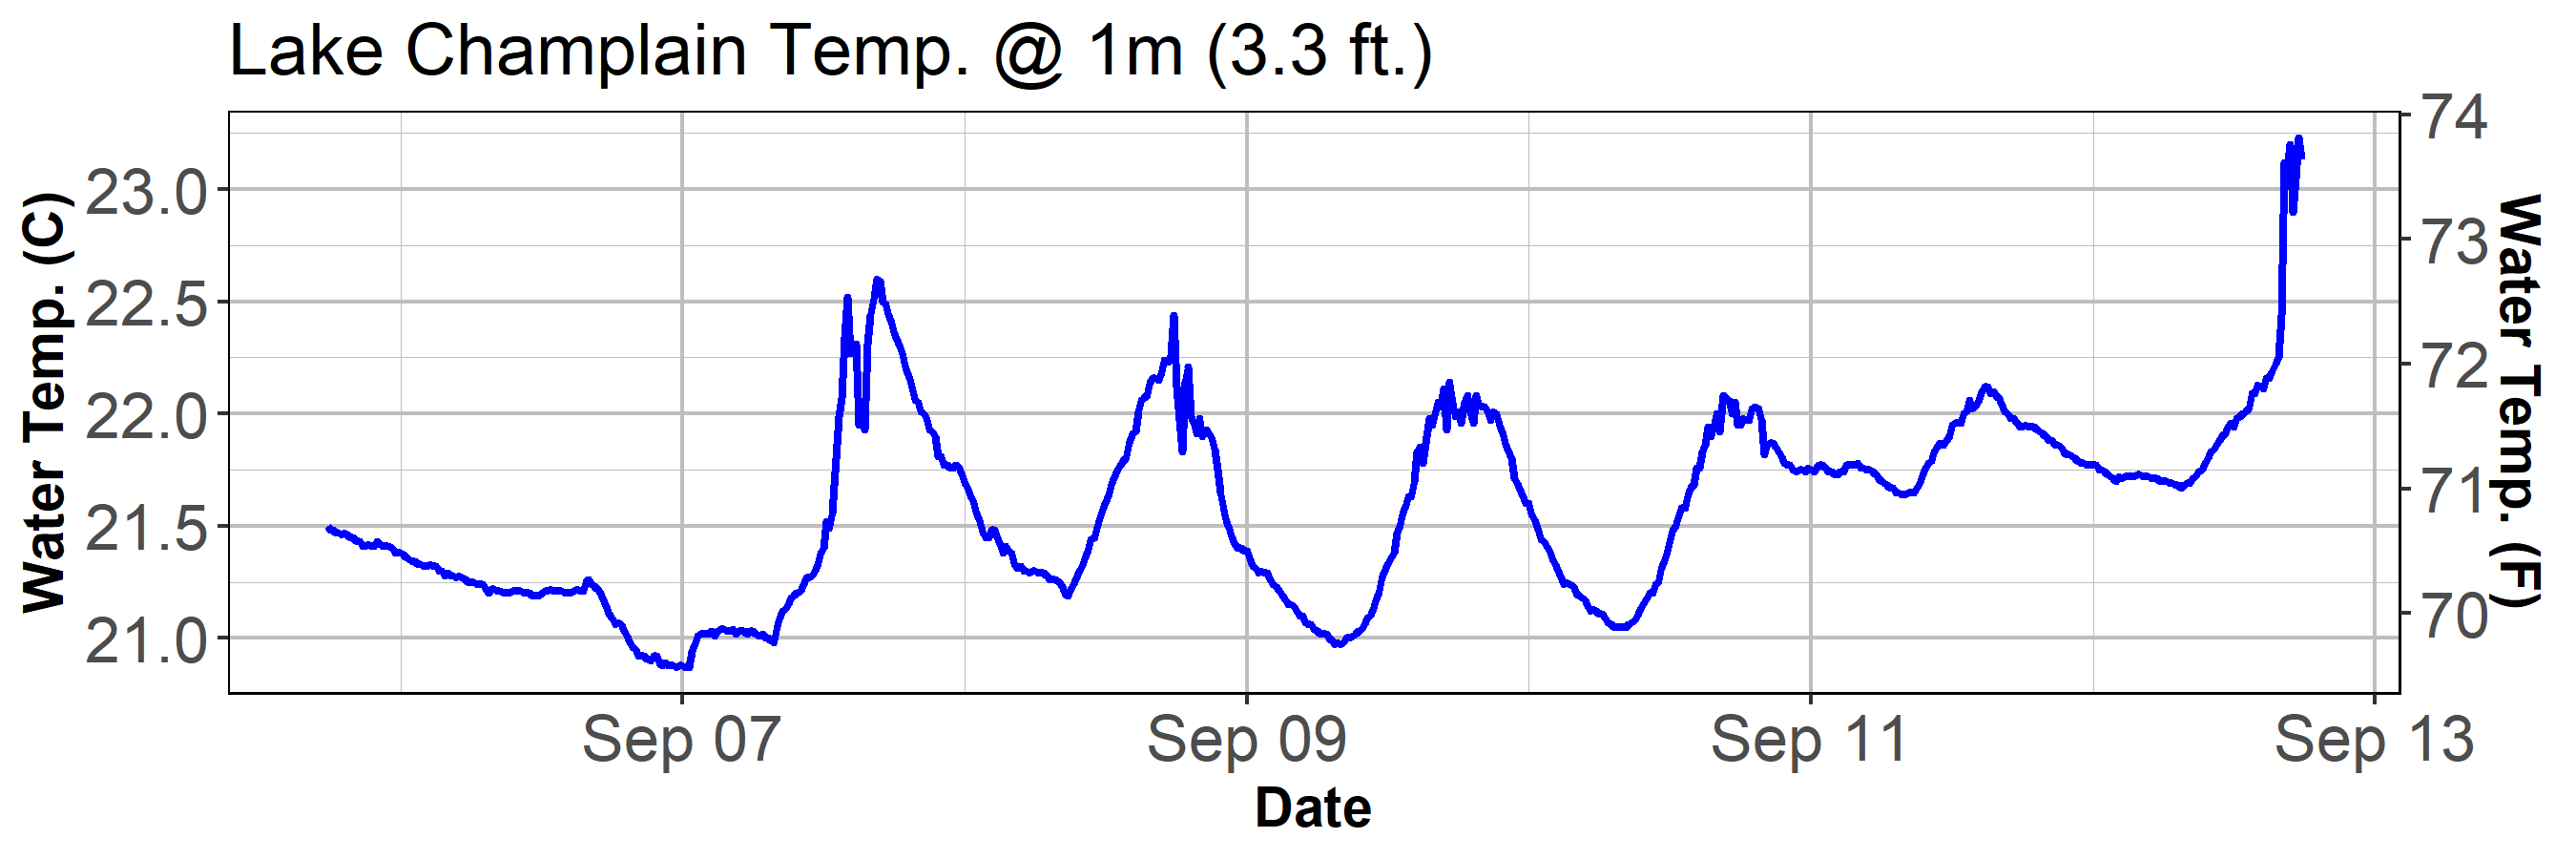 Lake Champlain Temp. @ 1m (3.3 ft.)
Water Temp. (C)
23.0
22.5
22.0
21.5
21.0
74
73
72
71
70
Water Temp. (F)
Sep 07 Sep 09 Sep 11 Sep 13
Date